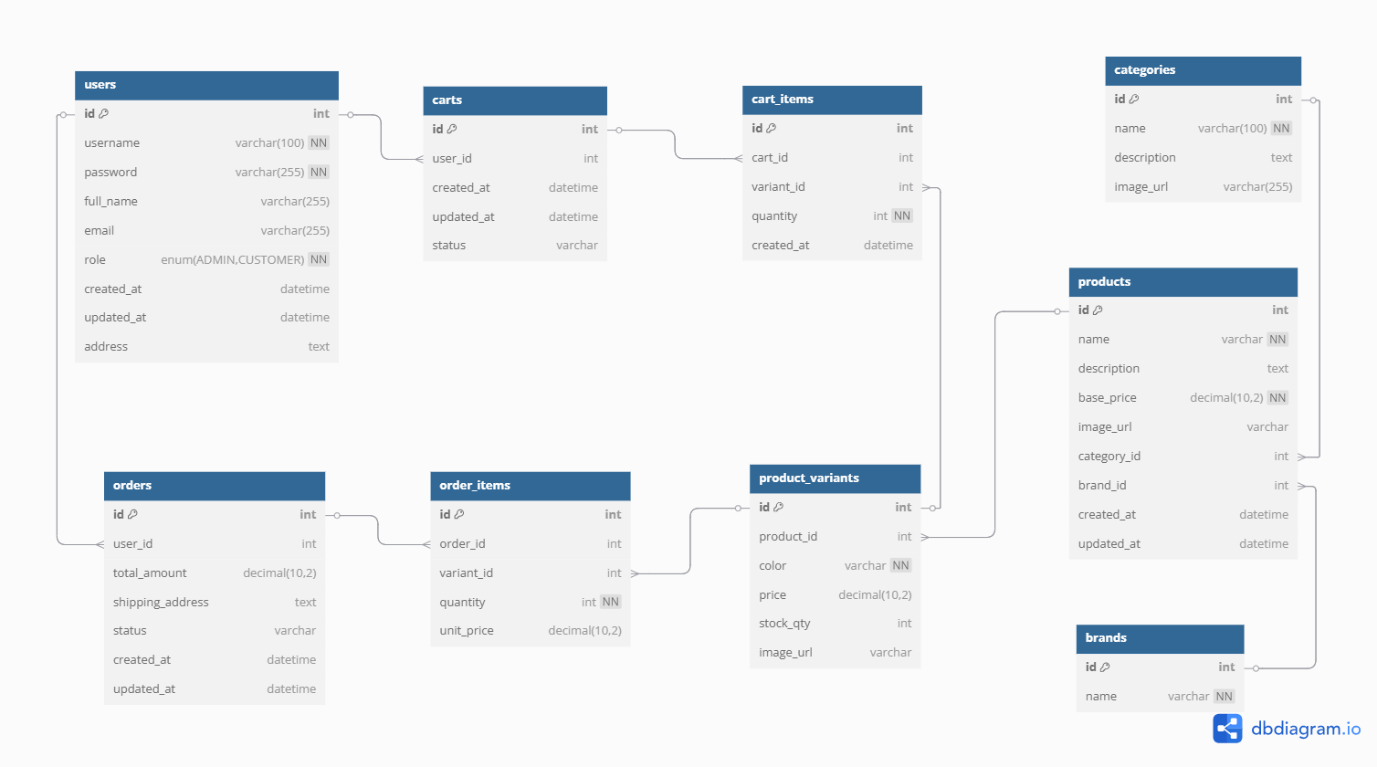 users
id int
username varchar(100) NN
password varchar(255) NN
full_name varchar(255)
email varchar(255)
role enum(ADMIN,CUSTOMER) NN
created_at datetime
updated_at datetime
address text
carts
id int
user_id int
created_at datetime
updated_at datetime
status varchar
cart_items
id int
cart_id int
variant_id int
quantity int NN
created_at datetime
categories
id int
name varchar(100) NN
description text
image_url varchar(255)
products
id int
name varchar NN
description text
base_price decimal(10,2) NN
image_url varchar
category_id int
brand_id int
created_at datetime
updated_at datetime
orders
id int
user_id int
total_amount decimal(10,2)
shipping_address text
status varchar
created_at datetime
updated_at datetime
order_items
id int
order_id int
variant_id int
quantity int NN
unit_price decimal(10,2)
product_variants
id int
product_id int
color varchar NN
price decimal(10,2)
stock_qty int
image_url varchar
brands
id int
name varchar NN
dbdiagram.io